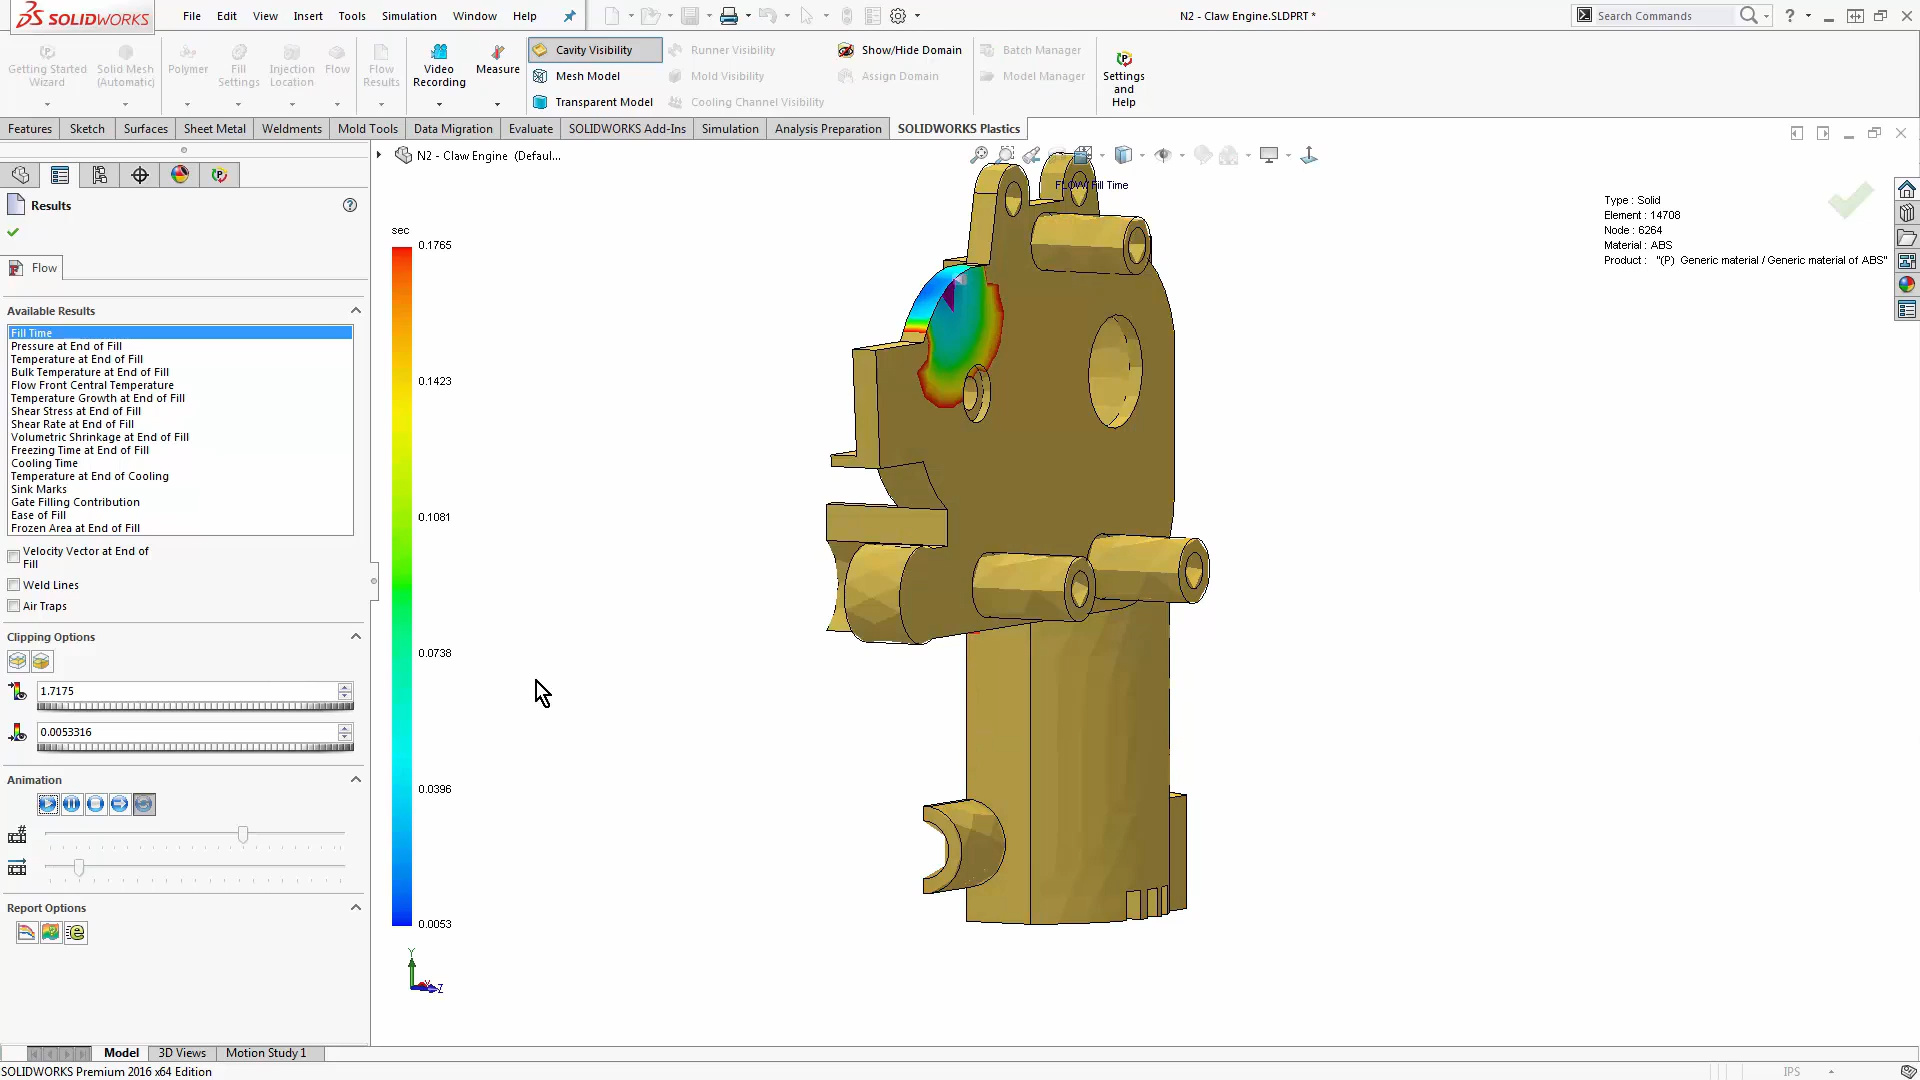 SOLIDWORKS
File Edit View Insert Tools Simulation Window Help
N2 - Claw Engine.SLDPRT *
Search Commands
Getting Started Wizard
Solid Mesh (Automatic)
Polymer
Fill Settings
Injection Location
Flow
Flow Results
Video Recording
Measure
Cavity Visibility
Mesh Model
Transparent Model
Runner Visibility
Mold Visibility
Cooling Channel Visibility
Show/Hide Domain
Assign Domain
Batch Manager
Model Manager
Settings and Help
Features Sketch Surfaces Sheet Metal Weldments Mold Tools Data Migration Evaluate SOLIDWORKS Add-Ins Simulation Analysis Preparation SOLIDWORKS Plastics
N2 - Claw Engine (Defaul...
Results
Flow
Available Results
Fill Time
Pressure at End of Fill
Temperature at End of Fill
Bulk Temperature at End of Fill
Flow Front Central Temperature
Temperature Growth at End of Fill
Shear Stress at End of Fill
Shear Rate at End of Fill
Volumetric Shrinkage at End of Fill
Freezing Time at End of Fill
Cooling Time
Temperature at End of Cooling
Sink Marks
Gate Filling Contribution
Ease of Fill
Frozen Area at End of Fill
Velocity Vector at End of
Fill
Weld Lines
Air Traps
Clipping Options
1.7175
0.0053316
Animation
Report Options
sec
0.1765
0.1423
0.1081
0.0738
0.0396
0.0053
Y
Z
FLOW/Fill Time
Type : Solid
Element : 14708
Node : 6264
Material : ABS
Product : "(P) Generic material / Generic material of ABS"
Model 3D Views Motion Study 1
SOLIDWORKS Premium 2016 x64 Edition
IPS